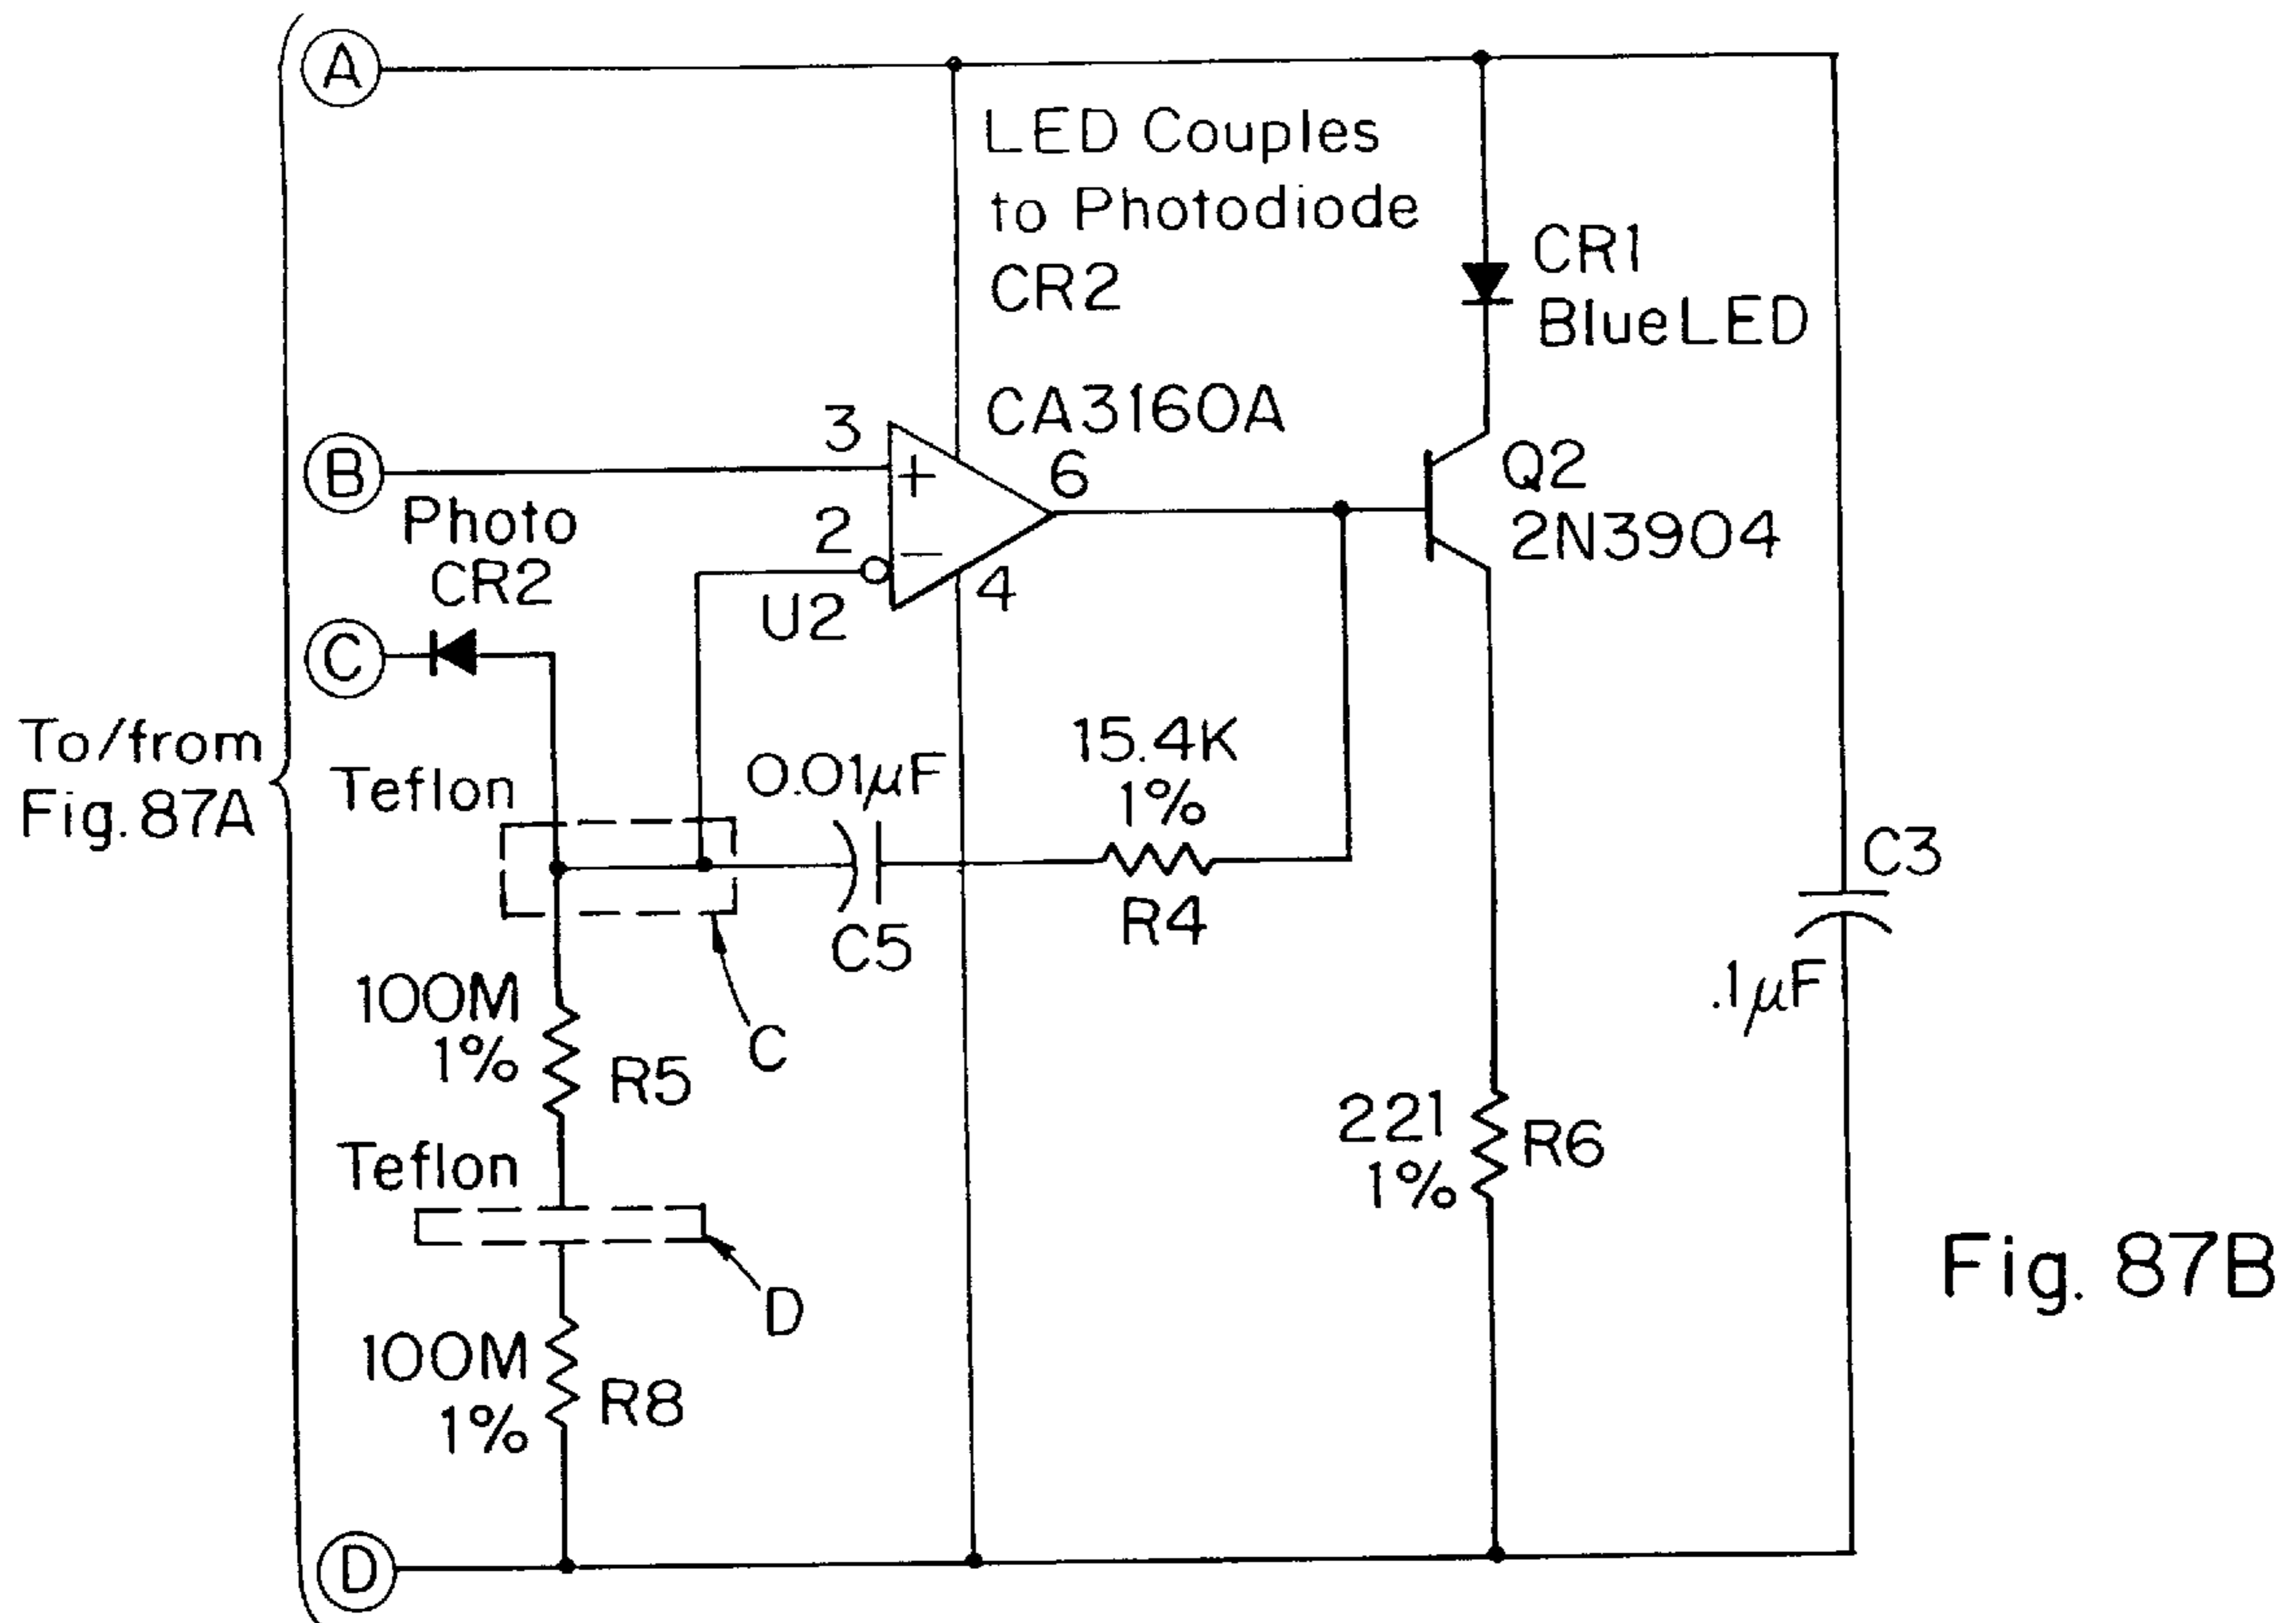 A
LED Couples
to Photodiode
CR2
CR1
Blue LED
CA3160A
3
+
B
6
Q2
2N3904
Photo
CR2
2
−
4
U2
C
To/from
Fig. 87A
Teflon
0.01µF
15.4K
1%
C3
R4
C5
100M
1%
R5
C
.1µF
221
1%
R6
Teflon
D
Fig. 87B
100M
1%
R8
D